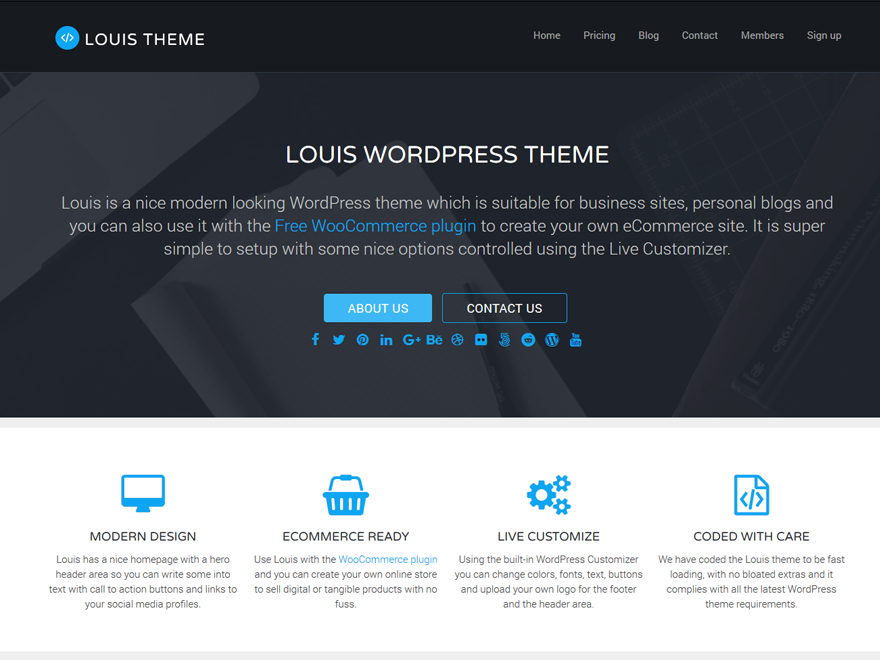 LOUIS THEME
Home Pricing Blog Contact Members Sign up
LOUIS WORDPRESS THEME
Louis is a nice modern looking WordPress theme which is suitable for business sites, personal blogs and
you can also use it with the Free WooCommerce plugin to create your own eCommerce site. It is super
simple to setup with some nice options controlled using the Live Customizer.
ABOUT US CONTACT US
MODERN DESIGN
Louis has a nice homepage with a hero
header area so you can write some into
text with call to action buttons and links to
your social media profiles.
ECOMMERCE READY
Use Louis with the WooCommerce plugin
and you can create your own online store
to sell digital or tangible products with no
fuss.
LIVE CUSTOMIZE
Using the built-in WordPress Customizer
you can change colors, fonts, text, buttons
and upload your own logo for the footer
and the header area.
CODED WITH CARE
We have coded the Louis theme to be fast
loading, with no bloated extras and it
complies with all the latest WordPress
theme requirements.